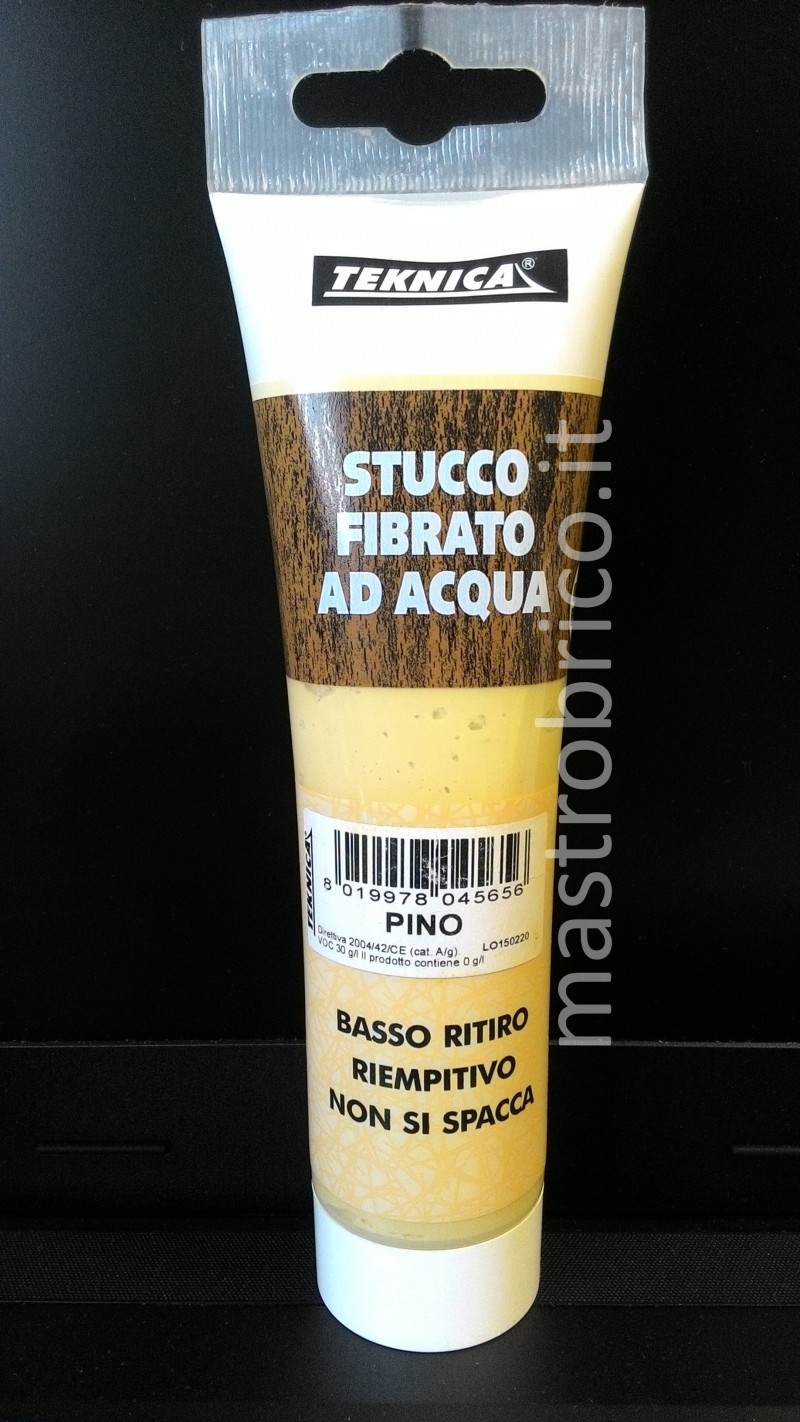 TEKNICA®
STUCCO
FIBRATO
AD ACQUA
mastrobrico.it
TEKNICA
8 019978 045656
PINO
Direttiva 2004/42/CE (cat. A/g) LO150220
VOC 30 g/l Il prodotto contiene 0 g/l
BASSO RITIRO
RIEMPITIVO
NON SI SPACCA